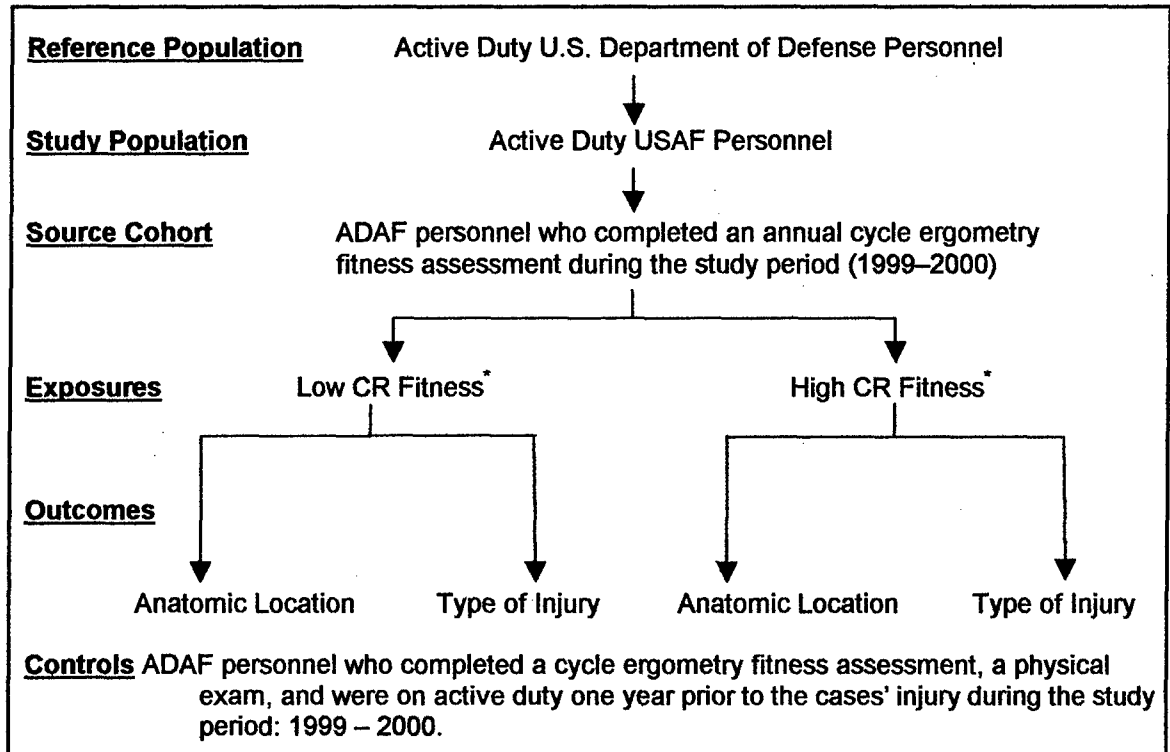 Reference Population Active Duty U.S. Department of Defense Personnel
Study Population Active Duty USAF Personnel
Source Cohort ADAF personnel who completed an annual cycle ergometry
fitness assessment during the study period (1999–2000)
Exposures Low CR Fitness* High CR Fitness*
Outcomes
Anatomic Location Type of Injury Anatomic Location Type of Injury
Controls ADAF personnel who completed a cycle ergometry fitness assessment, a physical
exam, and were on active duty one year prior to the cases' injury during the study
period: 1999 – 2000.